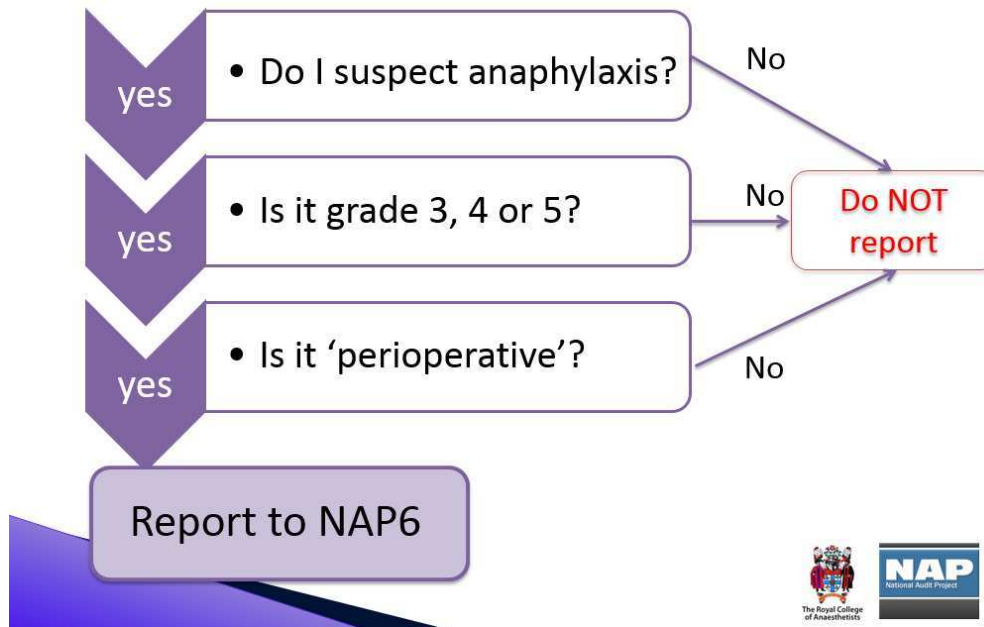 yes
• Do I suspect anaphylaxis?
No
yes
• Is it grade 3, 4 or 5?
No
Do NOT
report
yes
• Is it ‘perioperative’?
No
Report to NAP6
The Royal College
of Anaesthetists
NAP
National Audit Project